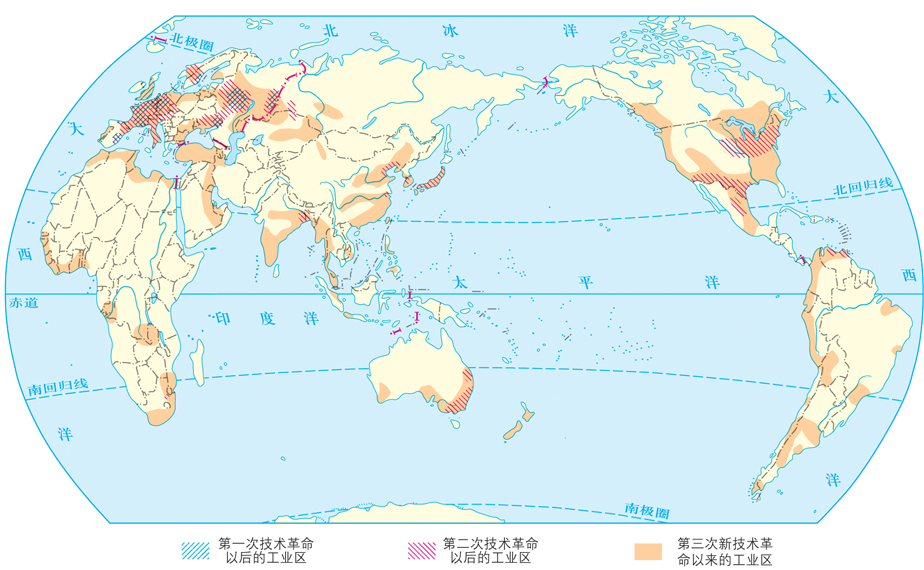 北 冰 洋
北极圈
大
大
北回归线
西
西
太 平 洋
赤道
印 度 洋
南回归线
洋
洋
南极圈
第一次技术革命
以后的工业区
第二次技术革命
以后的工业区
第三次新技术革
命以来的工业区